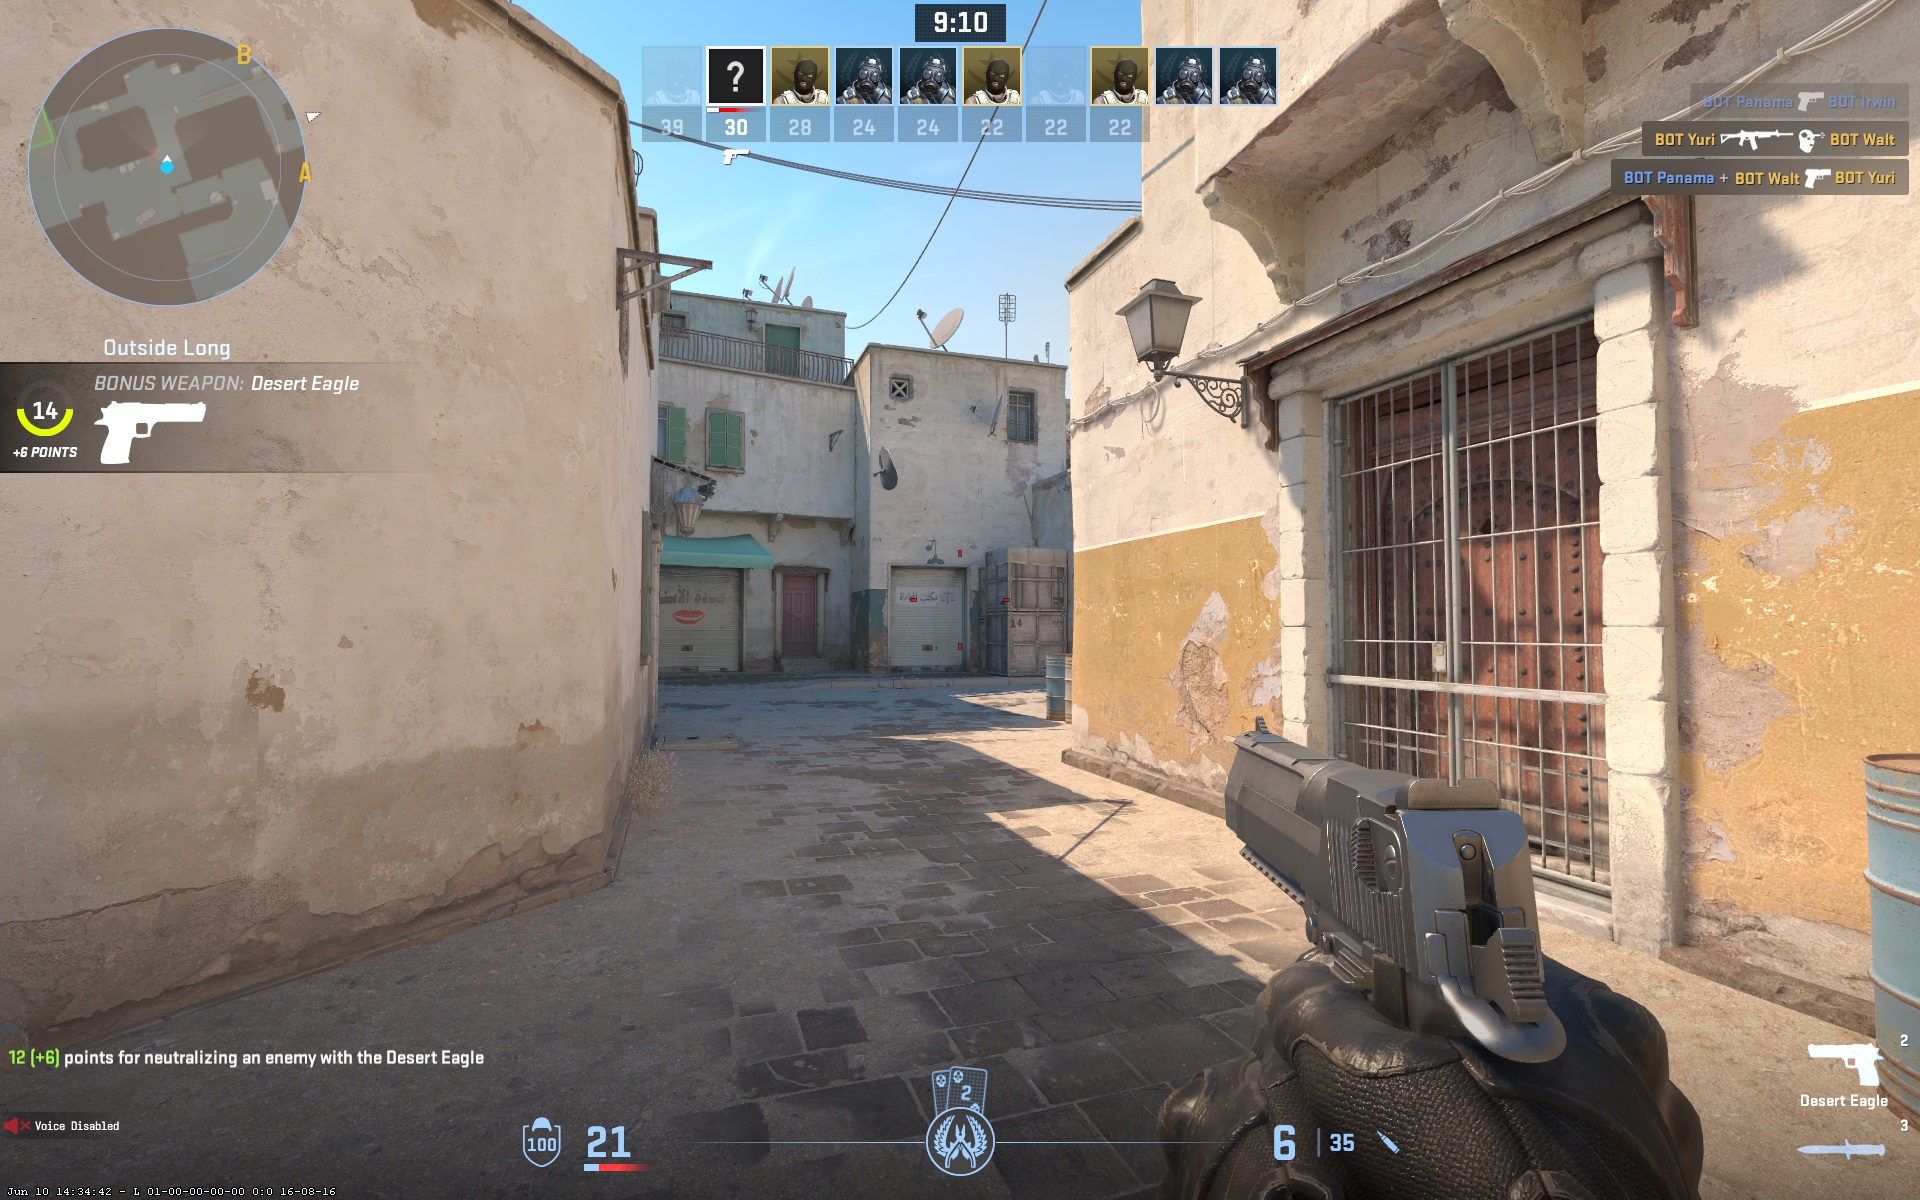 9:10
B
A
?
39 30 28 24 24 22 22 22
BOT Panama BOT Irwin
BOT Yuri BOT Walt
BOT Panama + BOT Walt BOT Yuri
Outside Long
BONUS WEAPON: Desert Eagle
14
+6 POINTS
14
12 (+6) points for neutralizing an enemy with the Desert Eagle
Voice Disabled
100 21
2
6 | 35
2
Desert Eagle
3
Jun 10 14:34:42 - L 01-00-00-00-00 0:0 16-08-16